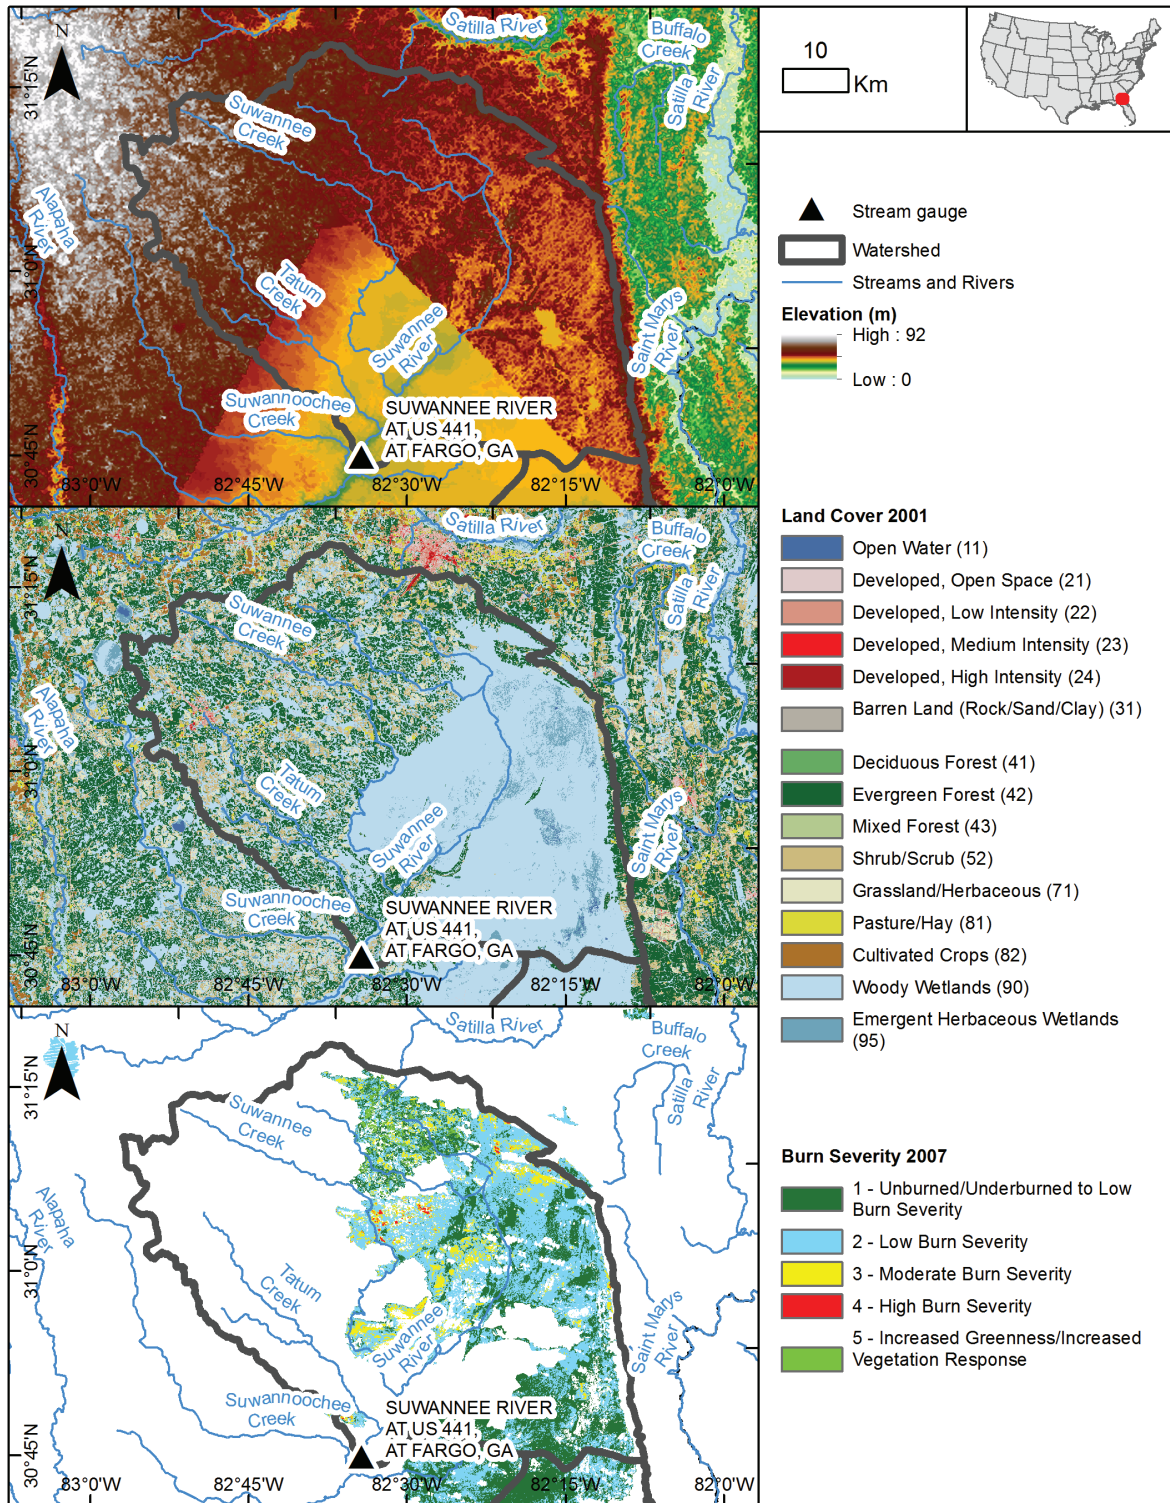 N
Satilla River
Buffalo
Creek
Satilla
River
31°15'N
Suwannee
Creek
Alapaha
River
31°0'N
Tatum
Creek
Suwannee
River
Saint Marys
River
Suwannoochee
Creek
SUWANNEE RIVER
AT US 441,
AT FARGO, GA
30°45'N
83°0'W
82°45'W
82°30'W
82°15'W
82°0'W
N
Satilla River
Buffalo
Creek
Satilla
River
31°15'N
Suwannee
Creek
Alapaha
River
31°0'N
Tatum
Creek
Suwannee
River
Saint Marys
River
Suwannoochee
Creek
SUWANNEE RIVER
AT US 441,
AT FARGO, GA
30°45'N
83°0'W
82°45'W
82°30'W
82°15'W
82°0'W
N
Satilla River
Buffalo
Creek
Satilla
River
31°15'N
Suwannee
Creek
Alapaha
River
31°0'N
Tatum
Creek
Suwannee
River
Saint Marys
River
Suwannoochee
Creek
SUWANNEE RIVER
AT US 441,
AT FARGO, GA
30°45'N
83°0'W
82°45'W
82°30'W
82°15'W
82°0'W
10
Km
Stream gauge
Watershed
Streams and Rivers
Elevation (m)
High : 92
Low : 0
Land Cover 2001
Open Water (11)
Developed, Open Space (21)
Developed, Low Intensity (22)
Developed, Medium Intensity (23)
Developed, High Intensity (24)
Barren Land (Rock/Sand/Clay) (31)
Deciduous Forest (41)
Evergreen Forest (42)
Mixed Forest (43)
Shrub/Scrub (52)
Grassland/Herbaceous (71)
Pasture/Hay (81)
Cultivated Crops (82)
Woody Wetlands (90)
Emergent Herbaceous Wetlands
(95)
Burn Severity 2007
1 - Unburned/Underburned to Low
Burn Severity
2 - Low Burn Severity
3 - Moderate Burn Severity
4 - High Burn Severity
5 - Increased Greenness/Increased
Vegetation Response